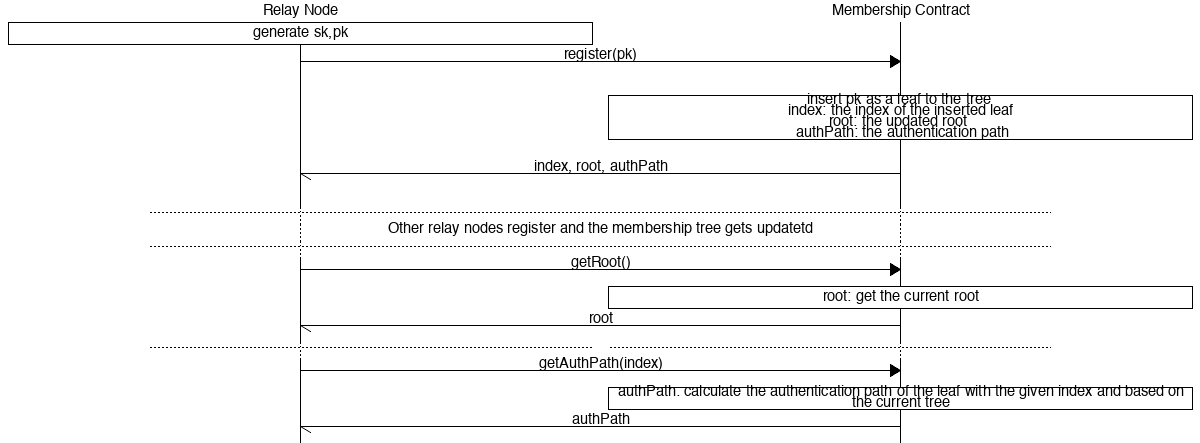 Relay Node
Membership Contract
generate sk,pk
register(pk)
insert pk as a leaf to the tree
index: the index of the inserted leaf
root: the updated root
authPath: the authentication path
index, root, authPath
Other relay nodes register and the membership tree gets updatetd
getRoot()
root: get the current root
root
getAuthPath(index)
authPath: calculate the authentication path of the leaf with the given index and based on
the current tree
authPath